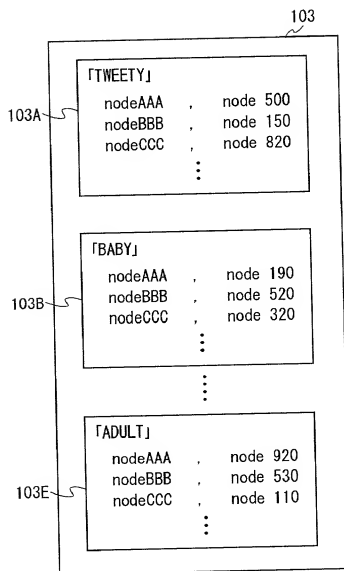 103
103A
「TWEETY」
nodeAAA , node 500
nodeBBB , node 150
nodeCCC , node 820
103B
「BABY」
nodeAAA , node 190
nodeBBB , node 520
nodeCCC , node 320
103E
「ADULT」
nodeAAA , node 920
nodeBBB , node 530
nodeCCC , node 110